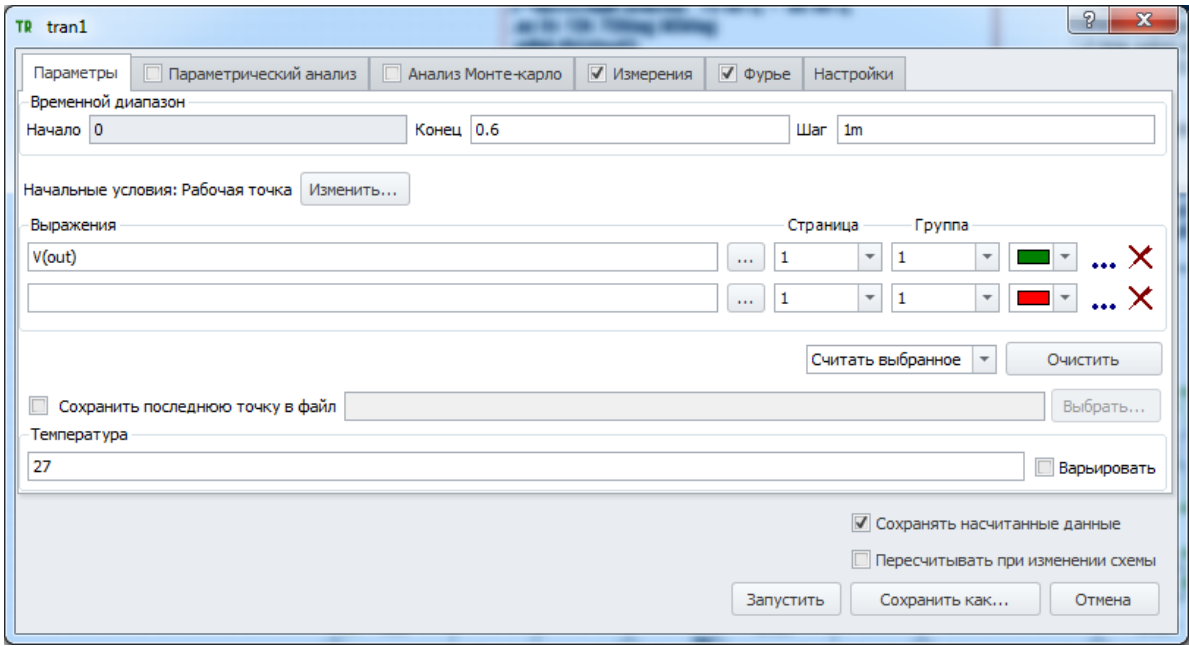 TR tran1
Параметры Параметрический анализ Анализ Монте-карло Измерения Фурье Настройки
Временной диапазон
Начало 0 Конец 0.6 Шаг 1m
Начальные условия: Рабочая точка Изменить...
Выражения Страница Группа
V(out) ... 1 1 ...
... 1 1 ...
Считать выбранное Очистить
Сохранить последнюю точку в файл Выбрать...
Температура
27 Варьировать
Сохранять насчитанные данные
Пересчитывать при изменении схемы
Запустить Сохранить как... Отмена